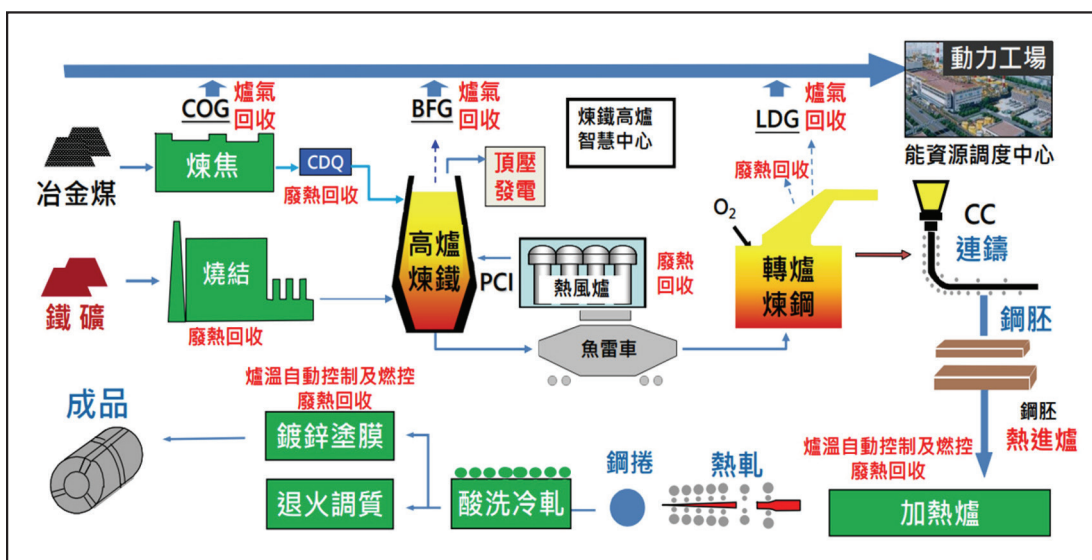 動力工場
能資源調度中心
COG
爐氣
回收
BFG
爐氣
回收
煉鐵高爐
智慧中心
LDG
爐氣
回收
冶金煤
煉焦
CDQ
廢熱回收
頂壓
發電
廢熱回收
O2
CC
連鑄
鐵礦
燒結
廢熱回收
高爐
煉鐵
PCI
熱風爐
廢熱
回收
轉爐
煉鋼
魚雷車
鋼胚
鋼胚
熱進爐
成品
爐溫自動控制及燃控
廢熱回收
鍍鋅塗膜
退火調質
酸洗冷軋
鋼捲
熱軋
爐溫自動控制及燃控
廢熱回收
加熱爐